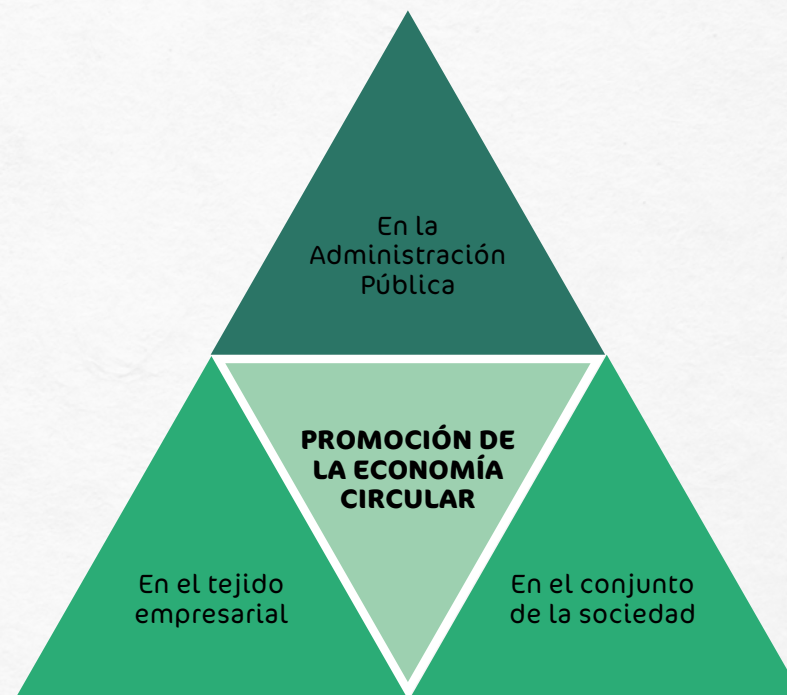 En la
Administración
Pública
PROMOCIÓN DE
LA ECONOMÍA
CIRCULAR
En el tejido
empresarial
En el conjunto
de la sociedad